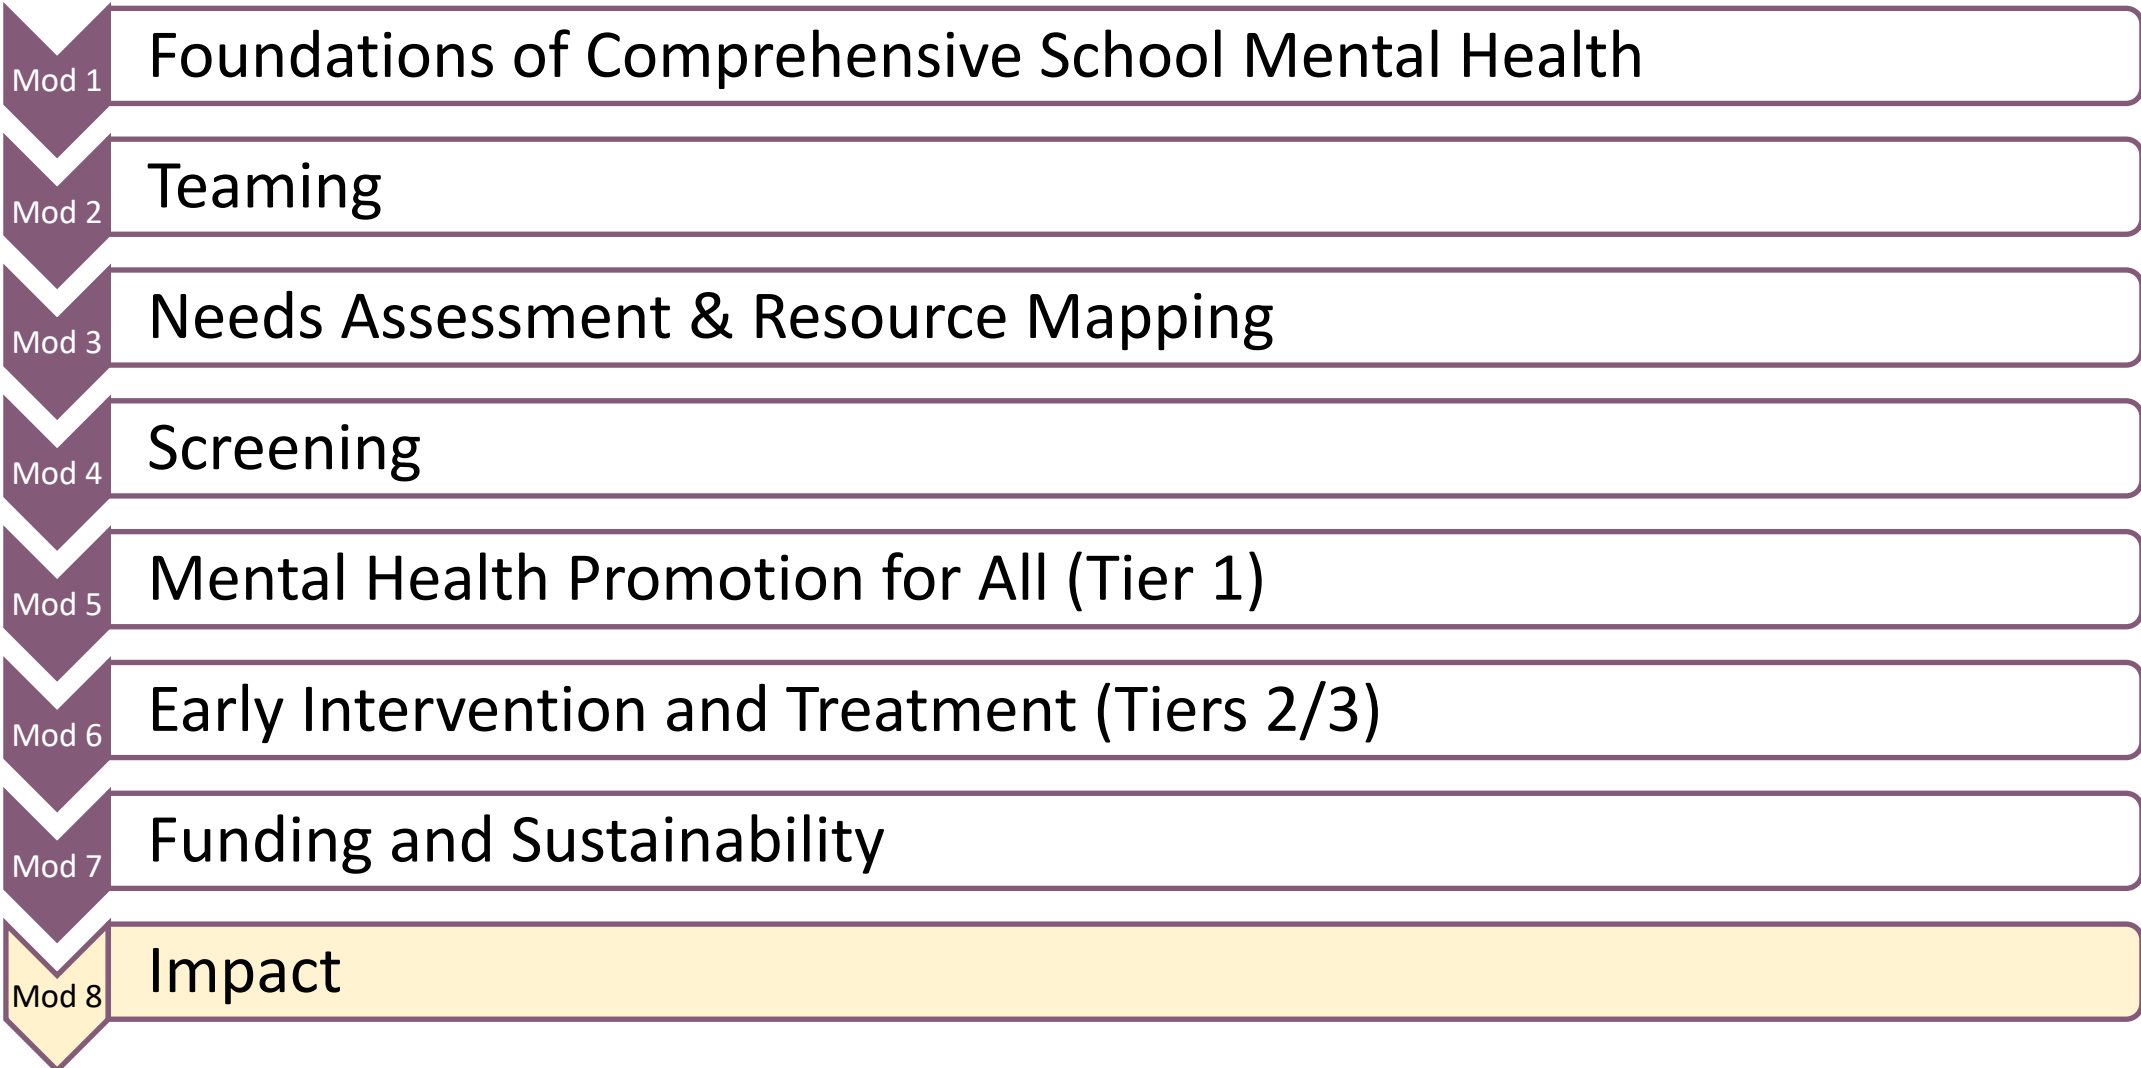 Mod 1
Foundations of Comprehensive School Mental Health
Mod 2
Teaming
Mod 3
Needs Assessment & Resource Mapping
Mod 4
Screening
Mod 5
Mental Health Promotion for All (Tier 1)
Mod 6
Early Intervention and Treatment (Tiers 2/3)
Mod 7
Funding and Sustainability
Mod 8
Impact